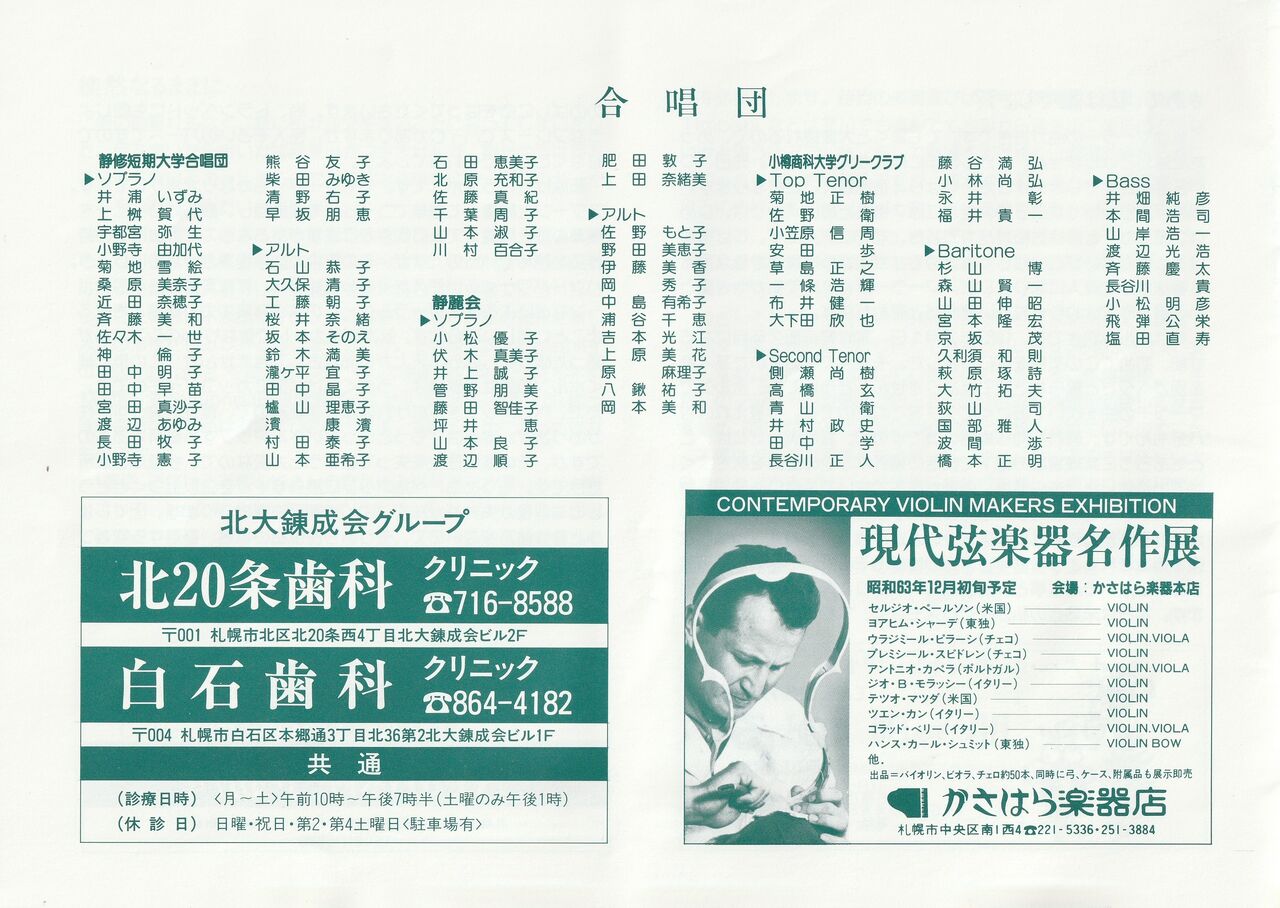 合唱団
静修短期大学合唱団
▶ソプラノ
井浦いずみ
上桝賀代
宇都宮弥生
小野寺由加代
菊地雪絵
桑原美奈子
近田奈穂子
斉藤美和
佐々木一世
神倫子
田中明子
田中早苗
宮田真沙子
渡辺あゆみ
長田牧子
小野寺憲子
熊谷友子
柴田みゆき
清野石子
早坂朋恵
▶アルト
石山恭子
大久保清子
工藤朝子
桜井奈緒
坂本そのえ
鈴木満美
瀧ヶ平宜子
田中晶子
櫨山理恵子
濱康濱
村田泰子
山本亜希子
石田恵美子
北原充和子
佐藤真紀
千葉周子
山本淑子
川村百合子
静麗会
▶ソプラノ
小松優子
伏木真美子
井上誠子
管野朋美
藤田智佳子
坪井恵
山本良子
渡辺順子
肥田敦子
上田奈緒美
▶アルト
佐野もと子
野田美恵子
伊藤美香
岡秀子
中島有希子
浦谷千恵
吉本光江
上原美花
原麻理子
八鍬祐子
岡本美和
小樽商科大学グリークラブ
▶Top Tenor
菊地正樹
佐野衛
小笠原信周
安田歩
草島正之
一條浩輝
布井健一
大下田欣也
▶Second Tenor
側瀬尚樹
高橋玄
青山衛
井村政史
田中学
長谷川正人
藤谷満弘
小林尚弘
永井彰
福井貴一
▶Baritone
杉山博一
森山賢一
山田伸昭
宮本隆宏
京坂茂
久利須和則
萩原琢詩
大竹拓夫
荻山司
国部雅人
波間渉
橋本正明
▶Bass
井畑純彦
本間浩司
山岸浩一
渡辺光浩
斉藤慶太
長谷川貴
小松明彦
飛弾公栄
塩田直寿
北大錬成会グループ
北20条歯科 クリニック
☎716-8588
〒001 札幌市北区北20条西4丁目北大錬成会ビル2F
白石歯科 クリニック
☎864-4182
〒004 札幌市白石区本郷通3丁目北36第2北大錬成会ビル1F
共通
(診療日時) 〈月〜土〉午前10時〜午後7時半(土曜のみ午後1時)
(休診日) 日曜・祝日・第2・第4土曜日〈駐車場有〉
CONTEMPORARY VIOLIN MAKERS EXHIBITION
現代弦楽器名作展
昭和63年12月初旬予定 会場:かさはら楽器本店
セルジオ・ペールソン(米国) VIOLIN
ヨアヒム・シャーデ(東独) VIOLIN
ウラジミール・ピラーシ(チェコ) VIOLIN.VIOLA
プレミシール・スピドレン(チェコ) VIOLIN
アントニオ・カペラ(ポルトガル) VIOLIN.VIOLA
ジオ・B・モラッシー(イタリー) VIOLIN
テツオ・マツダ(米国) VIOLIN
ツエン・カン(イタリー) VIOLIN
コラッド・ベリー(イタリー) VIOLIN.VIOLA
ハンス・カール・シュミット(東独) VIOLIN BOW
他.
出品=バイオリン、ビオラ、チェロ約50本、同時に弓、ケース、附属品も展示即売
かさはら楽器店
札幌市中央区南1西4☎221-5336・251-3884